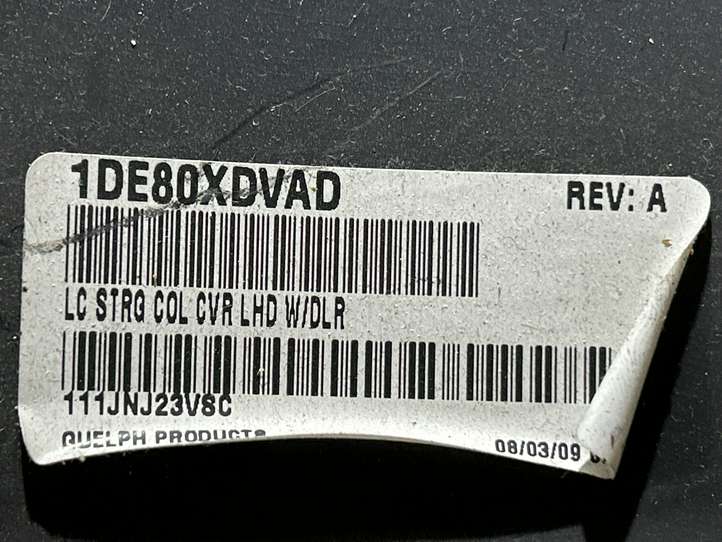 1DE80XDVAD REV: A
LC STRG COL CVR LHD W/DLR
111JNJ23V8C
GUELPH PRODUCTS 08/03/09